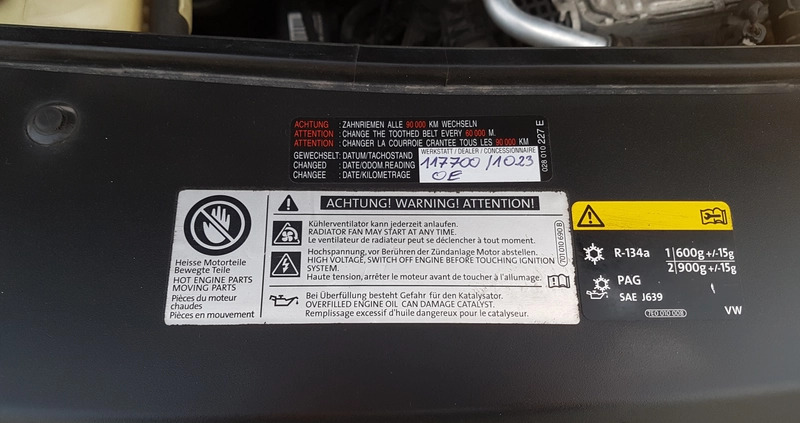 ACHTUNG : ZAHNRIEMEN ALLE 90 000 KM WECHSELN
ATTENTION : CHANGE THE TOOTHED BELT EVERY 60 000 M.
ATTENTION : CHANGER LA COURROIE CRANTEE TOUS LES 90 000 KM
WERKSTATT / DEALER / CONCESSIONNAIRE
GEWECHSELT: DATUM/TACHOSTAND
CHANGED : DATE/ODOM.READING
CHANGEE : DATE/KILOMETRAGE
117700/1023
OE
028 010 227 E
ACHTUNG! WARNING! ATTENTION!
Kühlerventilator kann jederzeit anlaufen.
RADIATOR FAN MAY START AT ANY TIME.
Le ventilateur de radiateur peut se déclencher à tout moment.
Hochspannung, vor Berühren der Zündanlage Motor abstellen.
HIGH VOLTAGE, SWITCH OFF ENGINE BEFORE TOUCHING IGNITION
SYSTEM.
Haute tension, arrêter le moteur avant de toucher à l'allumage.
Bei Überfüllung besteht Gefahr für den Katalysator.
OVERFILLED ENGINE OIL CAN DAMAGE CATALYST.
Remplissage excessif d'huile dangereux pour le catalyseur.
Heisse Motorteile
Bewegte Teile
HOT ENGINE PARTS
MOVING PARTS
Pièces du moteur
chaudes
Pièces en mouvement
701 010 690 B
R-134a
1 600g +/-15g
2 900g +/-15g
PAG
SAE J639
7E0 010 008
VW